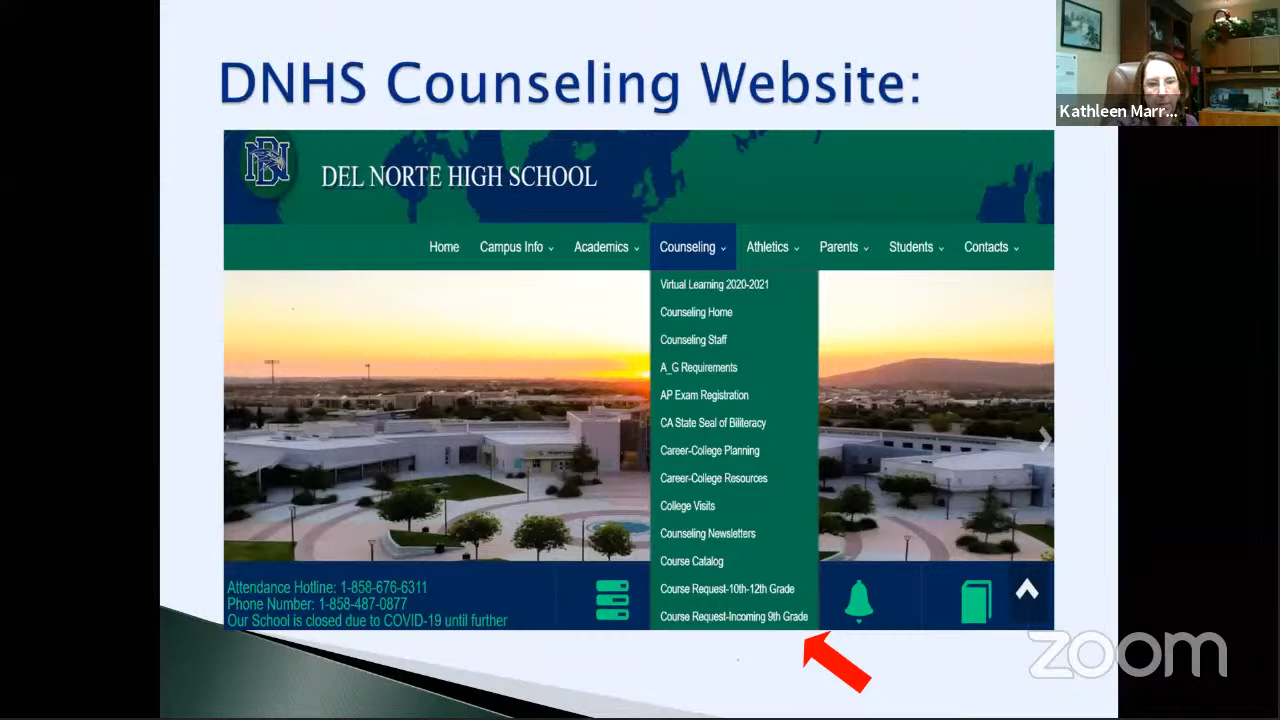 DNHS Counseling Website:
Kathleen Marr...
DN
DEL NORTE HIGH SCHOOL
Home Campus Info Academics Counseling Athletics Parents Students Contacts
Virtual Learning 2020-2021
Counseling Home
Counseling Staff
A_G Requirements
AP Exam Registration
CA State Seal of Biliteracy
Career-College Planning
Career-College Resources
College Visits
Counseling Newsletters
Course Catalog
Course Request-10th-12th Grade
Course Request-Incoming 9th Grade
Attendance Hotline: 1-858-676-6311
Phone Number: 1-858-487-0877
Our School is closed due to COVID-19 until further
zoom